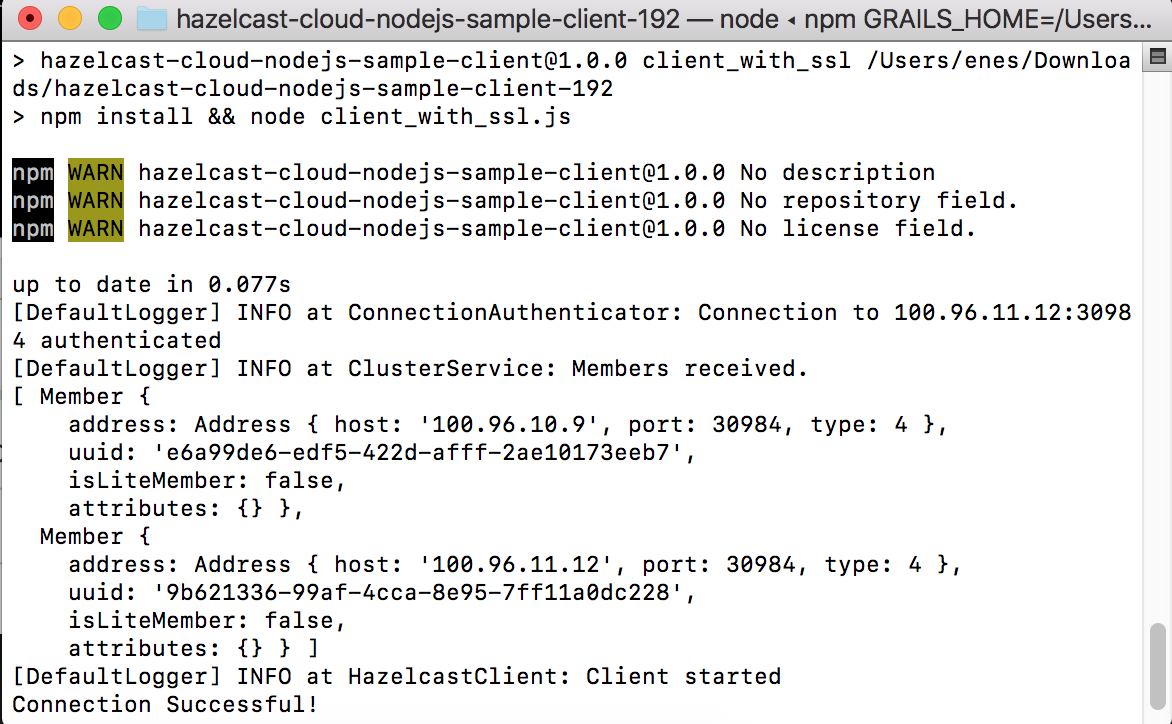 hazelcast-cloud-nodejs-sample-client-192 — node ◂ npm GRAILS_HOME=/Users...
> hazelcast-cloud-nodejs-sample-client@1.0.0 client_with_ssl /Users/enes/Downloa
ds/hazelcast-cloud-nodejs-sample-client-192
> npm install && node client_with_ssl.js
npm WARN hazelcast-cloud-nodejs-sample-client@1.0.0 No description
npm WARN hazelcast-cloud-nodejs-sample-client@1.0.0 No repository field.
npm WARN hazelcast-cloud-nodejs-sample-client@1.0.0 No license field.
up to date in 0.077s
[DefaultLogger] INFO at ConnectionAuthenticator: Connection to 100.96.11.12:3098
4 authenticated
[DefaultLogger] INFO at ClusterService: Members received.
[ Member {
address: Address { host: '100.96.10.9', port: 30984, type: 4 },
uuid: 'e6a99de6-edf5-422d-afff-2ae10173eeb7',
isLiteMember: false,
attributes: {} },
Member {
address: Address { host: '100.96.11.12', port: 30984, type: 4 },
uuid: '9b621336-99af-4cca-8e95-7ff11a0dc228',
isLiteMember: false,
attributes: {} } ]
[DefaultLogger] INFO at HazelcastClient: Client started
Connection Successful!